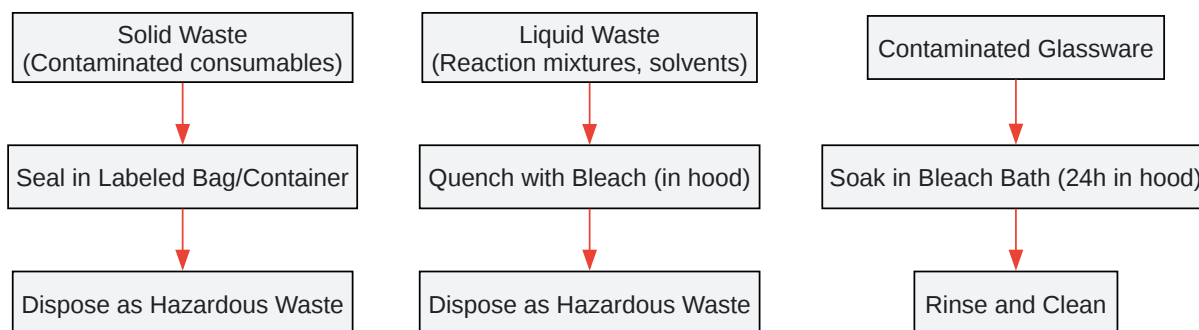 Solid Waste
(Contaminated consumables)
Seal in Labeled Bag/Container
Dispose as Hazardous Waste
Liquid Waste
(Reaction mixtures, solvents)
Quench with Bleach (in hood)
Dispose as Hazardous Waste
Contaminated Glassware
Soak in Bleach Bath (24h in hood)
Rinse and Clean